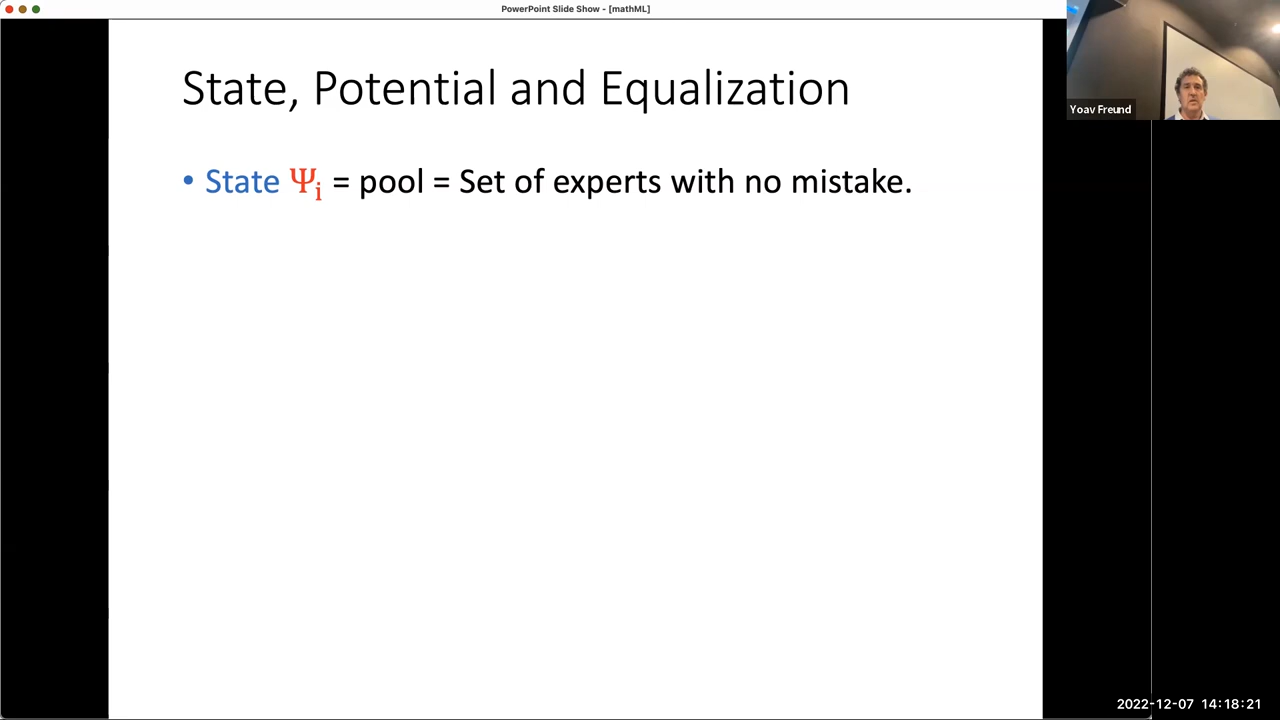 PowerPoint Slide Show - [mathML]
State, Potential and Equalization
• State Ψi = pool = Set of experts with no mistake.
Yoav Freund
2022-12-07 14:18:21